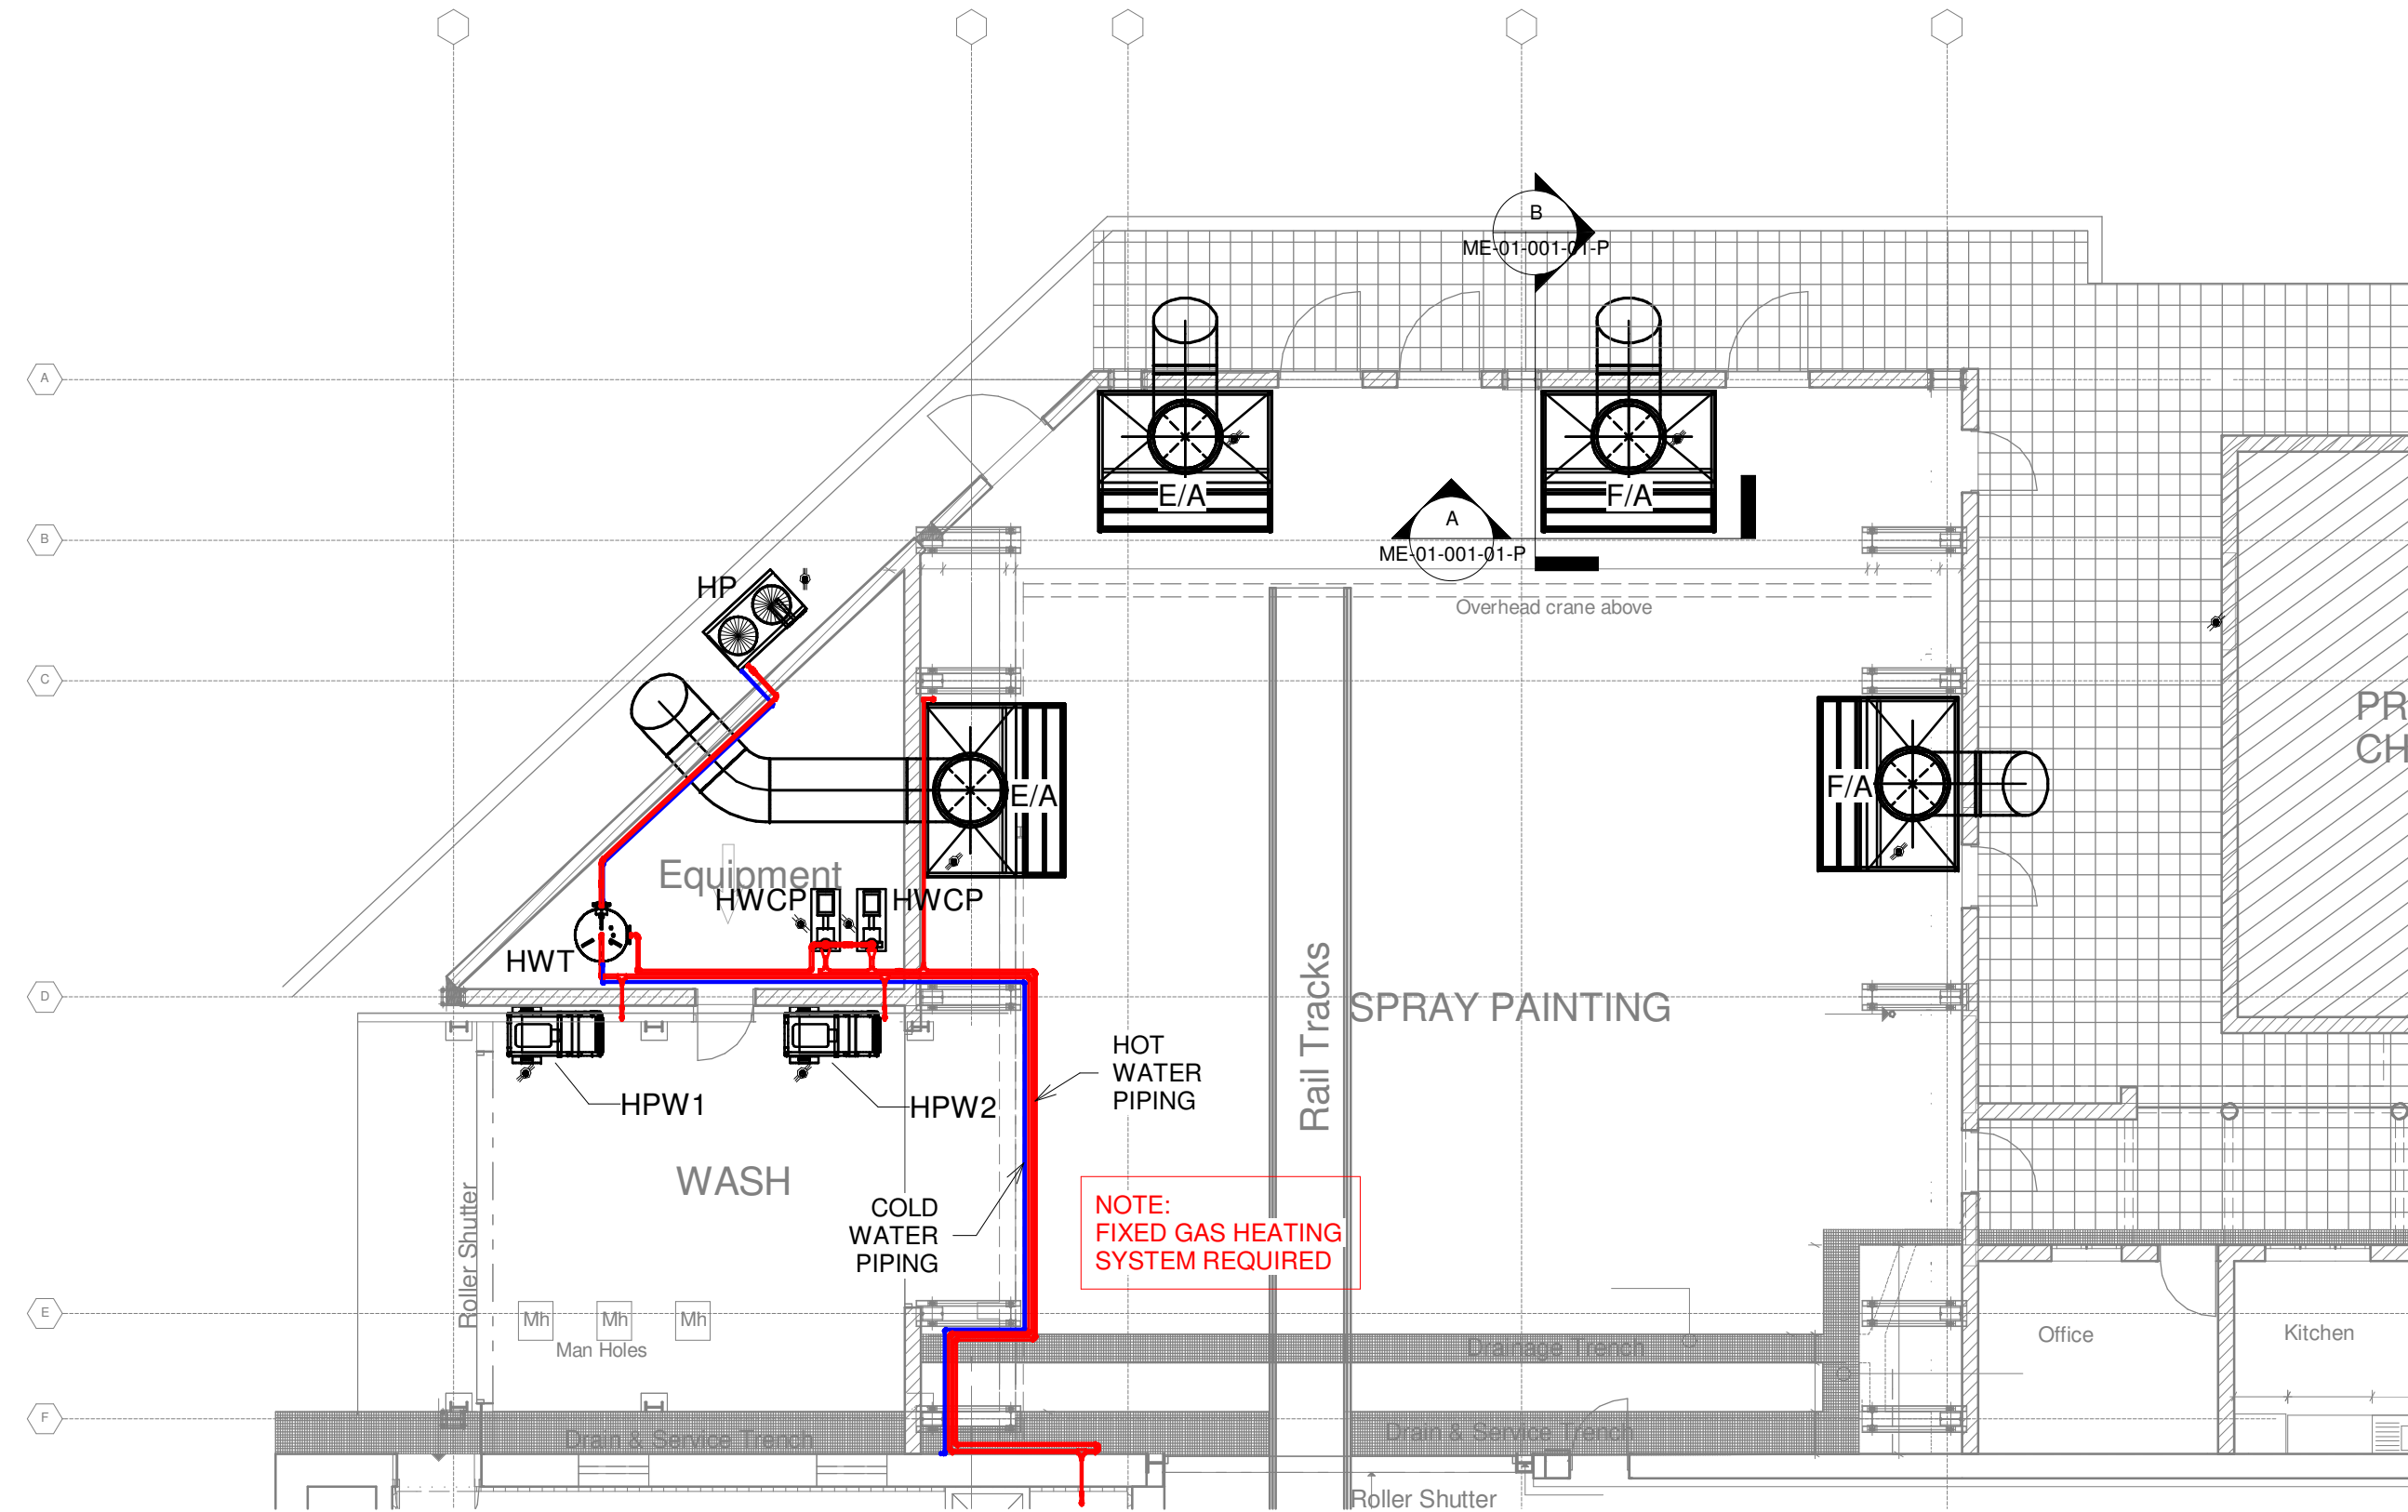 B
ME-01-001-01-P
A
E/A
F/A
A
ME-01-001-01-P
B
HP
Overhead crane above
C
PR
CH
E/A
F/A
Equipment
HWCP
HWCP
HWT
D
Rail Tracks
SPRAY PAINTING
HOT
WATER
PIPING
HPW1
HPW2
WASH
COLD
WATER
PIPING
NOTE:
FIXED GAS HEATING
SYSTEM REQUIRED
Roller Shutter
E
Mh
Mh
Mh
Man Holes
Drainage Trench
Office
Kitchen
F
Drain & Service Trench
Drain & Service Trench
Roller Shutter